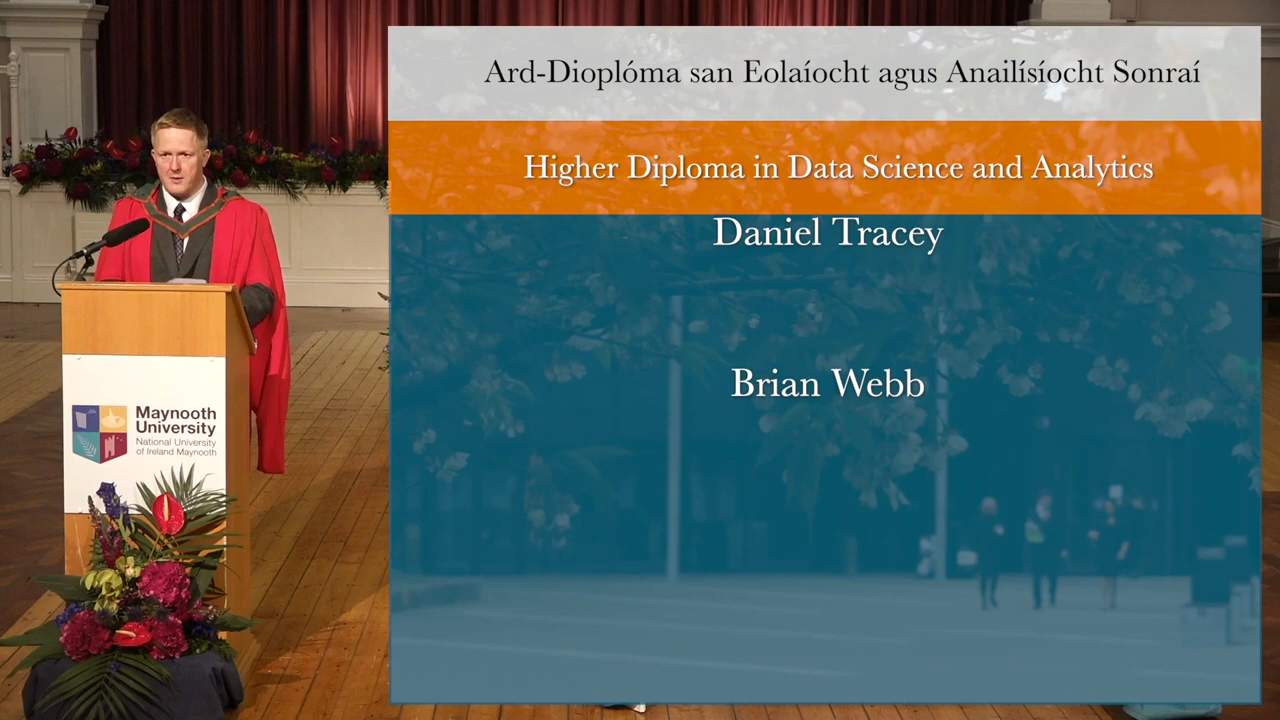 Ard-Dioplóma san Eolaíocht agus Anailísíocht Sonraí
Higher Diploma in Data Science and Analytics
Daniel Tracey
Brian Webb
Maynooth
University
National University
of Ireland Maynooth